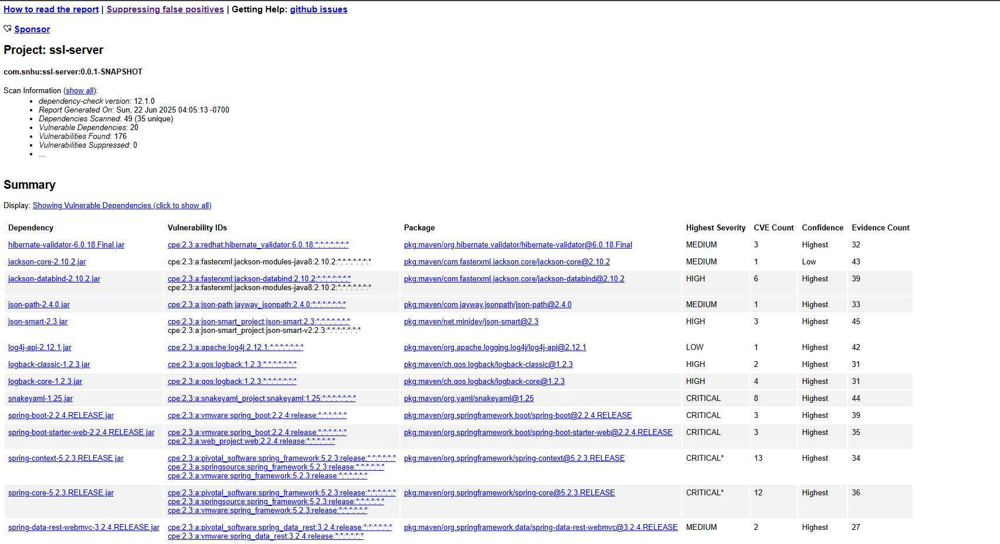 How to read the report | Suppressing false positives | Getting Help: github issues
Sponsor
Project: ssl-server
com.snhu:ssl-server:0.0.1-SNAPSHOT
Scan Information (show all):
• dependency-check version: 12.1.0
• Report Generated On: Sun, 22 Jun 2025 04:05:13 -0700
• Dependencies Scanned: 49 (35 unique)
• Vulnerable Dependencies: 20
• Vulnerabilities Found: 176
• Vulnerabilities Suppressed: 0
• ...
Summary
Display: Showing Vulnerable Dependencies (click to show all)
Dependency Vulnerability IDs Package Highest Severity CVE Count Confidence Evidence Count
hibernate-validator-6.0.18.Final.jar cpe:2.3:a:redhat:hibernate_validator:6.0.18:*:*:*:*:*:*:* pkg:maven/org.hibernate.validator/hibernate-validator@6.0.18.Final MEDIUM 3 Highest 32
jackson-core-2.10.2.jar cpe:2.3:a:fasterxml:jackson-modules-java8:2.10.2:*:*:*:*:*:*:* pkg:maven/com.fasterxml.jackson.core/jackson-core@2.10.2 MEDIUM 1 Low 43
jackson-databind-2.10.2.jar cpe:2.3:a:fasterxml:jackson-databind:2.10.2:*:*:*:*:*:*:* pkg:maven/com.fasterxml.jackson.core/jackson-databind@2.10.2 HIGH 6 Highest 39
cpe:2.3:a:fasterxml:jackson-modules-java8:2.10.2:*:*:*:*:*:*:*
json-path-2.4.0.jar cpe:2.3:a:json-path:jayway_jsonpath:2.4.0:*:*:*:*:*:*:* pkg:maven/com.jayway.jsonpath/json-path@2.4.0 MEDIUM 1 Highest 33
json-smart-2.3.jar cpe:2.3:a:json-smart_project:json-smart:2.3:*:*:*:*:*:*:* pkg:maven/net.minidev/json-smart@2.3 HIGH 3 Highest 45
cpe:2.3:a:json-smart_project:json-smart-v2:2.3:*:*:*:*:*:*:*
log4j-api-2.12.1.jar cpe:2.3:a:apache:log4j:2.12.1:*:*:*:*:*:*:* pkg:maven/org.apache.logging.log4j/log4j-api@2.12.1 LOW 1 Highest 42
logback-classic-1.2.3.jar cpe:2.3:a:qos:logback:1.2.3:*:*:*:*:*:*:* pkg:maven/ch.qos.logback/logback-classic@1.2.3 HIGH 2 Highest 31
logback-core-1.2.3.jar cpe:2.3:a:qos:logback:1.2.3:*:*:*:*:*:*:* pkg:maven/ch.qos.logback/logback-core@1.2.3 HIGH 4 Highest 31
snakeyaml-1.25.jar cpe:2.3:a:snakeyaml_project:snakeyaml:1.25:*:*:*:*:*:*:* pkg:maven/org.yaml/snakeyaml@1.25 CRITICAL 8 Highest 44
spring-boot-2.2.4.RELEASE.jar cpe:2.3:a:vmware:spring_boot:2.2.4:release:*:*:*:*:*:* pkg:maven/org.springframework.boot/spring-boot@2.2.4.RELEASE CRITICAL 3 Highest 39
spring-boot-starter-web-2.2.4.RELEASE.jar cpe:2.3:a:vmware:spring_boot:2.2.4:release:*:*:*:*:*:* pkg:maven/org.springframework.boot/spring-boot-starter-web@2.2.4.RELEASE CRITICAL 3 Highest 35
cpe:2.3:a:web_project:web:2.2.4:release:*:*:*:*:*:*
spring-context-5.2.3.RELEASE.jar cpe:2.3:a:pivotal_software:spring_framework:5.2.3:release:*:*:*:*:*:* pkg:maven/org.springframework/spring-context@5.2.3.RELEASE CRITICAL* 13 Highest 34
cpe:2.3:a:springsource:spring_framework:5.2.3:release:*:*:*:*:*:*
cpe:2.3:a:vmware:spring_framework:5.2.3:release:*:*:*:*:*:*
spring-core-5.2.3.RELEASE.jar cpe:2.3:a:pivotal_software:spring_framework:5.2.3:release:*:*:*:*:*:* pkg:maven/org.springframework/spring-core@5.2.3.RELEASE CRITICAL* 12 Highest 36
cpe:2.3:a:springsource:spring_framework:5.2.3:release:*:*:*:*:*:*
cpe:2.3:a:vmware:spring_framework:5.2.3:release:*:*:*:*:*:*
spring-data-rest-webmvc-3.2.4.RELEASE.jar cpe:2.3:a:pivotal_software:spring_data_rest:3.2.4:release:*:*:*:*:*:* pkg:maven/org.springframework.data/spring-data-rest-webmvc@3.2.4.RELEASE MEDIUM 2 Highest 27
cpe:2.3:a:vmware:spring_data_rest:3.2.4:release:*:*:*:*:*:*